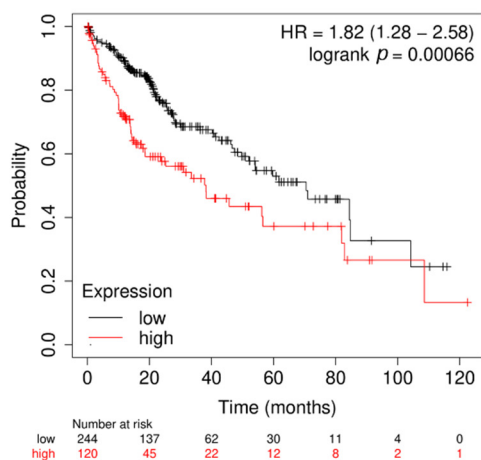 HR = 1.82 (1.28 − 2.58)
logrank p = 0.00066
Probability
1.0
0.8
0.6
0.4
0.2
0.0
Expression
low
high
0 20 40 60 80 100 120
Time (months)
Number at risk
low 244 137 62 30 11 4 0
high 120 45 22 12 8 2 1